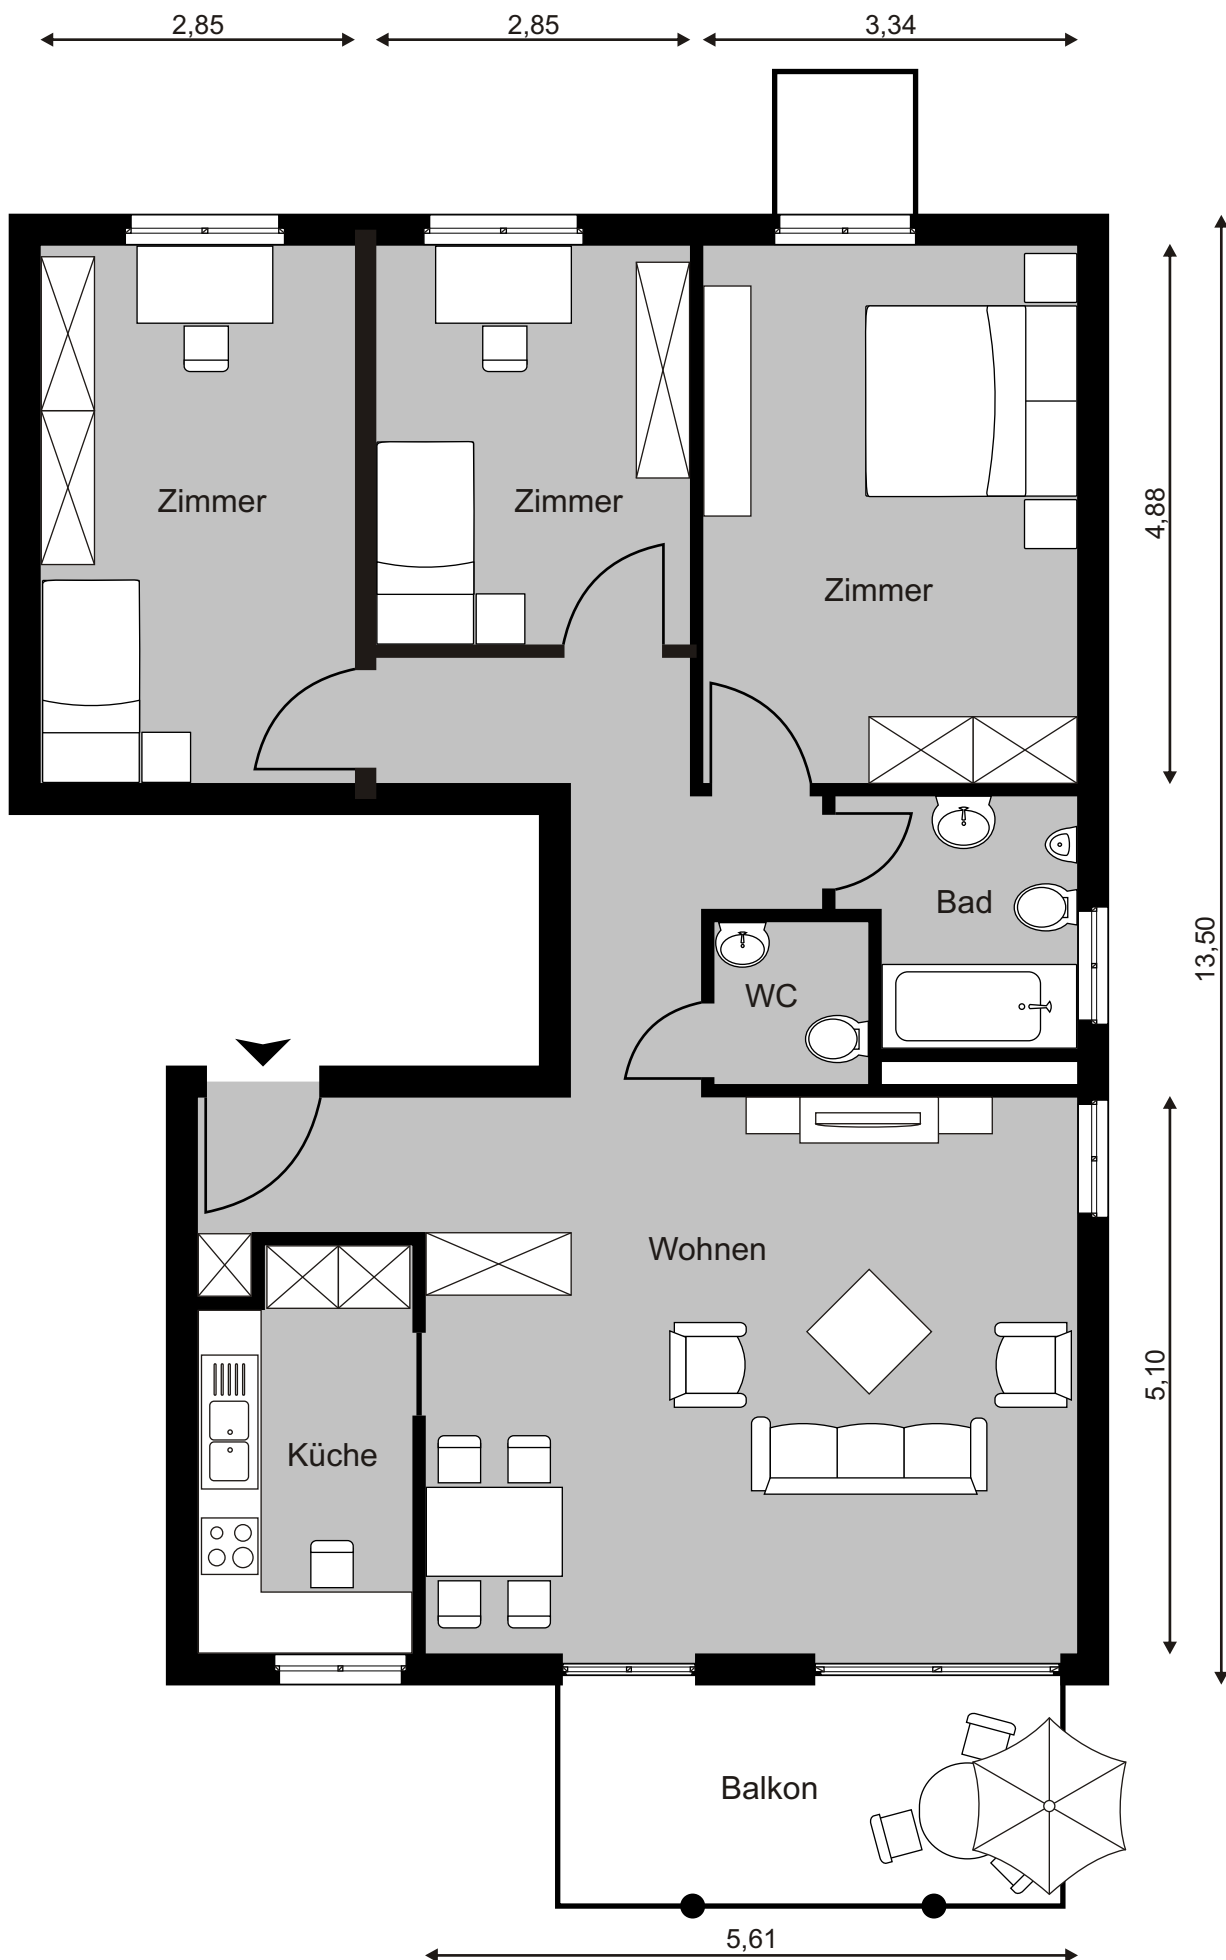 2,85
2,85
3,34
Zimmer
Zimmer
4,88
Zimmer
Bad
13,50
WC
Wohnen
5,10
Küche
Balkon
5,61